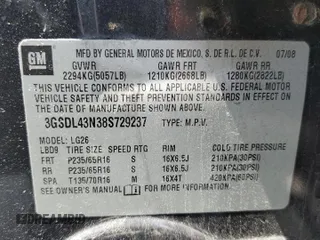 GM
MFD BY GENERAL MOTORS DE MEXICO, S. DE R.L. DE C.V. 07/08
GVWR GAWR FRT GAWR RR
2294KG(5057LB) 1210KG(2668LB) 1280KG(2822LB)
THIS VEHICLE CONFORMS TO ALL APPLICABLE U.S. FEDERAL
MOTOR VEHICLE SAFETY
STANDARDS IN EFFECT ON THE DATE OF MANUFACTURE SHOWN ABOVE.
3GSDL43N38S729237 TYPE: M.P.V.
MODEL: LG26
LBD9 TIRE SIZE SPEED RTG RIM COLD TIRE PRESSURE
FRT P235/65R16 S 16X6.5J 210KPA(30PSI)
RR P235/65R16 S 16X6.5J 210KPA(30PSI)
SPA T135/70R16 M 16X4T 420KPA(60PSI)
SEE OWNER'S MANUAL FOR MORE INFORMATION